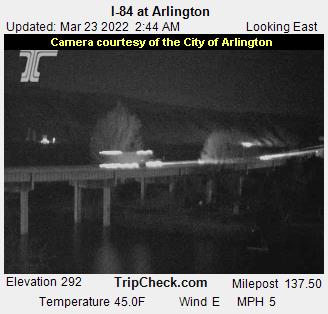 I-84 at Arlington
Updated: Mar 23 2022 2:44 AM Looking East
Camera courtesy of the City of Arlington
Elevation 292 TripCheck.com Milepost 137.50
Temperature 45.0F Wind E MPH 5